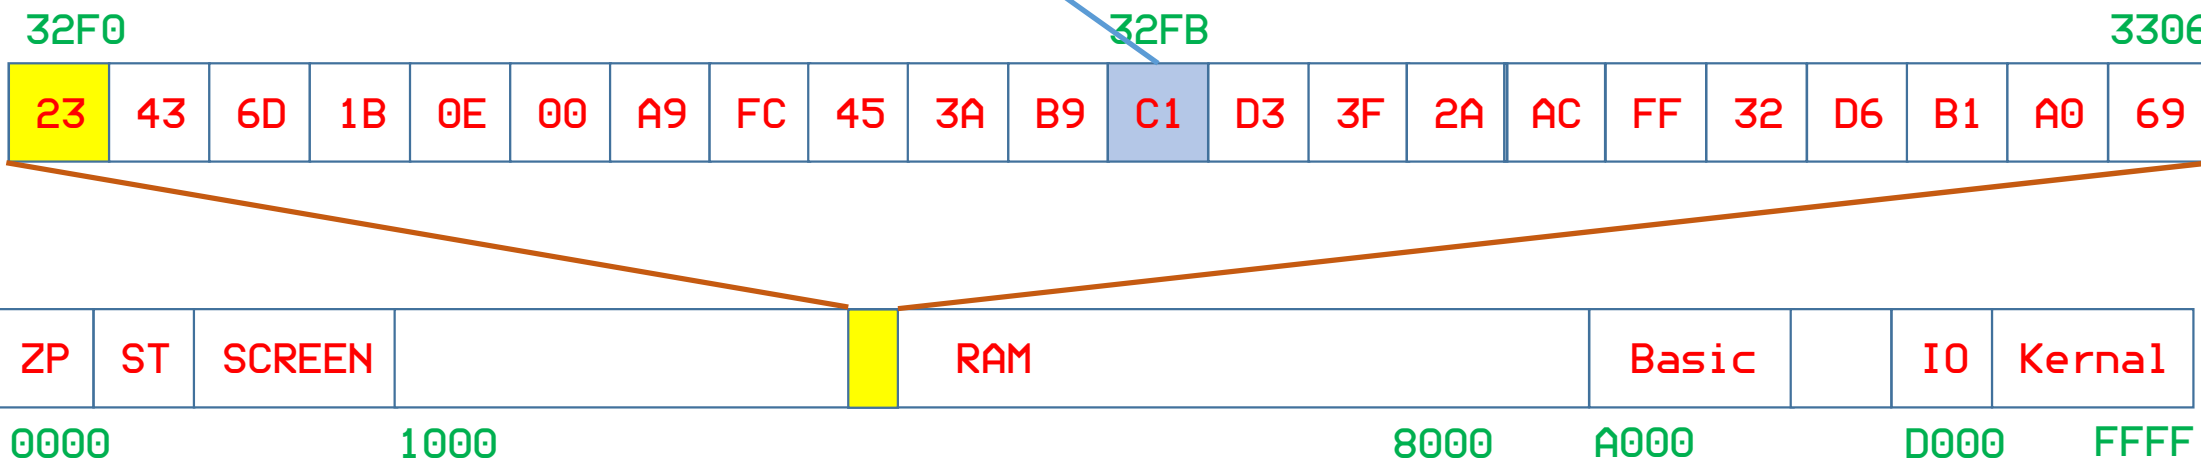 32F0 32FB 3306
23 43 6D 1B 0E 00 A9 FC 45 3A B9 C1 D3 3F 2A AC FF 32 D6 B1 A0 69
ZP ST SCREEN RAM Basic IO Kernal
0000 1000 8000 A000 D000 FFFF